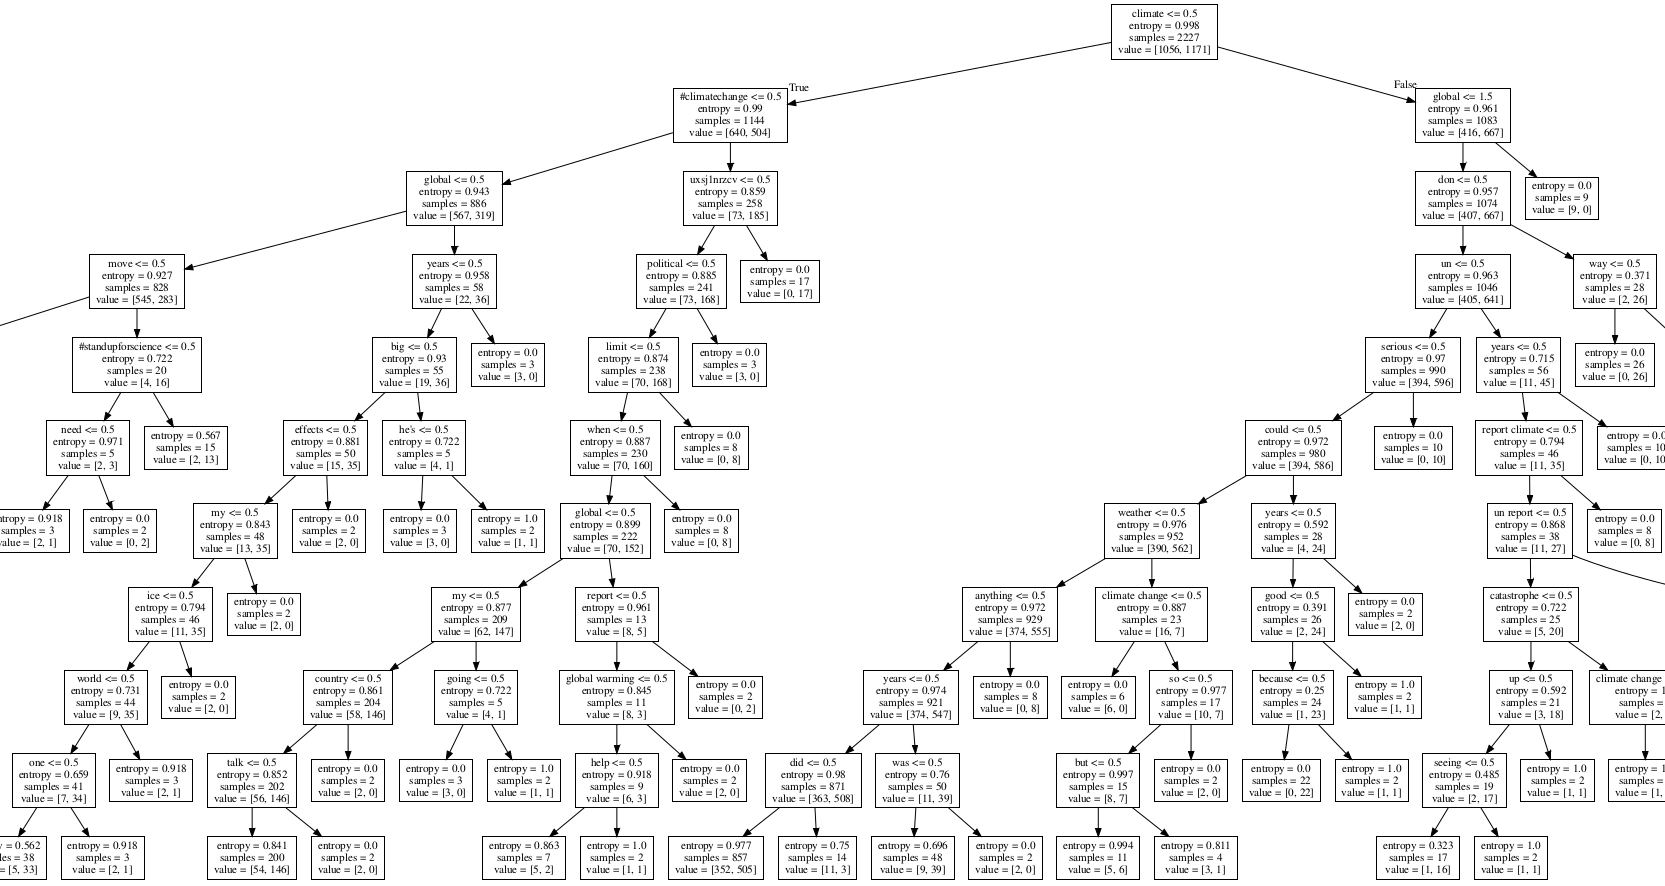 climate <= 0.5
entropy = 0.998
samples = 2227
value = [1056, 1171]
True
False
#climatechange <= 0.5
entropy = 0.99
samples = 1144
value = [640, 504]
global <= 1.5
entropy = 0.961
samples = 1083
value = [416, 667]
global <= 0.5
entropy = 0.943
samples = 886
value = [567, 319]
uxsj1nrzcv <= 0.5
entropy = 0.859
samples = 258
value = [73, 185]
don <= 0.5
entropy = 0.957
samples = 1074
value = [407, 667]
entropy = 0.0
samples = 9
value = [9, 0]
move <= 0.5
entropy = 0.927
samples = 828
value = [545, 283]
years <= 0.5
entropy = 0.958
samples = 58
value = [22, 36]
political <= 0.5
entropy = 0.885
samples = 241
value = [73, 168]
entropy = 0.0
samples = 17
value = [0, 17]
un <= 0.5
entropy = 0.963
samples = 1046
value = [405, 641]
way <= 0.5
entropy = 0.371
samples = 28
value = [2, 26]
#standupforscience <= 0.5
entropy = 0.722
samples = 20
value = [4, 16]
big <= 0.5
entropy = 0.93
samples = 55
value = [19, 36]
entropy = 0.0
samples = 3
value = [3, 0]
limit <= 0.5
entropy = 0.874
samples = 238
value = [70, 168]
entropy = 0.0
samples = 3
value = [3, 0]
serious <= 0.5
entropy = 0.97
samples = 990
value = [394, 596]
years <= 0.5
entropy = 0.715
samples = 56
value = [11, 45]
entropy = 0.0
samples = 26
value = [0, 26]
need <= 0.5
entropy = 0.971
samples = 5
value = [2, 3]
entropy = 0.567
samples = 15
value = [2, 13]
effects <= 0.5
entropy = 0.881
samples = 50
value = [15, 35]
he's <= 0.5
entropy = 0.722
samples = 5
value = [4, 1]
when <= 0.5
entropy = 0.887
samples = 230
value = [70, 160]
entropy = 0.0
samples = 8
value = [0, 8]
could <= 0.5
entropy = 0.972
samples = 980
value = [394, 586]
entropy = 0.0
samples = 10
value = [0, 10]
report climate <= 0.5
entropy = 0.794
samples = 46
value = [11, 35]
entropy = 0.0
samples = 10
value = [0, 10
tropy = 0.918
samples = 3
value = [2, 1]
entropy = 0.0
samples = 2
value = [0, 2]
my <= 0.5
entropy = 0.843
samples = 48
value = [13, 35]
entropy = 0.0
samples = 2
value = [2, 0]
entropy = 0.0
samples = 3
value = [3, 0]
entropy = 1.0
samples = 2
value = [1, 1]
global <= 0.5
entropy = 0.899
samples = 222
value = [70, 152]
entropy = 0.0
samples = 8
value = [0, 8]
weather <= 0.5
entropy = 0.976
samples = 952
value = [390, 562]
years <= 0.5
entropy = 0.592
samples = 28
value = [4, 24]
un report <= 0.5
entropy = 0.868
samples = 38
value = [11, 27]
entropy = 0.0
samples = 8
value = [0, 8]
ice <= 0.5
entropy = 0.794
samples = 46
value = [11, 35]
entropy = 0.0
samples = 2
value = [2, 0]
my <= 0.5
entropy = 0.877
samples = 209
value = [62, 147]
report <= 0.5
entropy = 0.961
samples = 13
value = [8, 5]
anything <= 0.5
entropy = 0.972
samples = 929
value = [374, 555]
climate change <= 0.5
entropy = 0.887
samples = 23
value = [16, 7]
good <= 0.5
entropy = 0.391
samples = 26
value = [2, 24]
entropy = 0.0
samples = 2
value = [2, 0]
catastrophe <= 0.5
entropy = 0.722
samples = 25
value = [5, 20]
world <= 0.5
entropy = 0.731
samples = 44
value = [9, 35]
entropy = 0.0
samples = 2
value = [2, 0]
country <= 0.5
entropy = 0.861
samples = 204
value = [58, 146]
going <= 0.5
entropy = 0.722
samples = 5
value = [4, 1]
global warming <= 0.5
entropy = 0.845
samples = 11
value = [8, 3]
entropy = 0.0
samples = 2
value = [0, 2]
years <= 0.5
entropy = 0.974
samples = 921
value = [374, 547]
entropy = 0.0
samples = 8
value = [0, 8]
entropy = 0.0
samples = 6
value = [6, 0]
so <= 0.5
entropy = 0.977
samples = 17
value = [10, 7]
because <= 0.5
entropy = 0.25
samples = 24
value = [1, 23]
entropy = 1.0
samples = 2
value = [1, 1]
up <= 0.5
entropy = 0.592
samples = 21
value = [3, 18]
climate change
entropy = 1
samples =
value = [2,
one <= 0.5
entropy = 0.659
samples = 41
value = [7, 34]
entropy = 0.918
samples = 3
value = [2, 1]
talk <= 0.5
entropy = 0.852
samples = 202
value = [56, 146]
entropy = 0.0
samples = 2
value = [2, 0]
entropy = 0.0
samples = 3
value = [3, 0]
entropy = 1.0
samples = 2
value = [1, 1]
help <= 0.5
entropy = 0.918
samples = 9
value = [6, 3]
entropy = 0.0
samples = 2
value = [2, 0]
did <= 0.5
entropy = 0.98
samples = 871
value = [363, 508]
was <= 0.5
entropy = 0.76
samples = 50
value = [11, 39]
but <= 0.5
entropy = 0.997
samples = 15
value = [8, 7]
entropy = 0.0
samples = 2
value = [2, 0]
entropy = 0.0
samples = 22
value = [0, 22]
entropy = 1.0
samples = 2
value = [1, 1]
seeing <= 0.5
entropy = 0.485
samples = 19
value = [2, 17]
entropy = 1.0
samples = 2
value = [1, 1]
entropy = 1
samples =
value = [1,
y = 0.562
les = 38
= [5, 33]
entropy = 0.918
samples = 3
value = [2, 1]
entropy = 0.841
samples = 200
value = [54, 146]
entropy = 0.0
samples = 2
value = [2, 0]
entropy = 0.863
samples = 7
value = [5, 2]
entropy = 1.0
samples = 2
value = [1, 1]
entropy = 0.977
samples = 857
value = [352, 505]
entropy = 0.75
samples = 14
value = [11, 3]
entropy = 0.696
samples = 48
value = [9, 39]
entropy = 0.0
samples = 2
value = [2, 0]
entropy = 0.994
samples = 11
value = [5, 6]
entropy = 0.811
samples = 4
value = [3, 1]
entropy = 0.323
samples = 17
value = [1, 16]
entropy = 1.0
samples = 2
value = [1, 1]